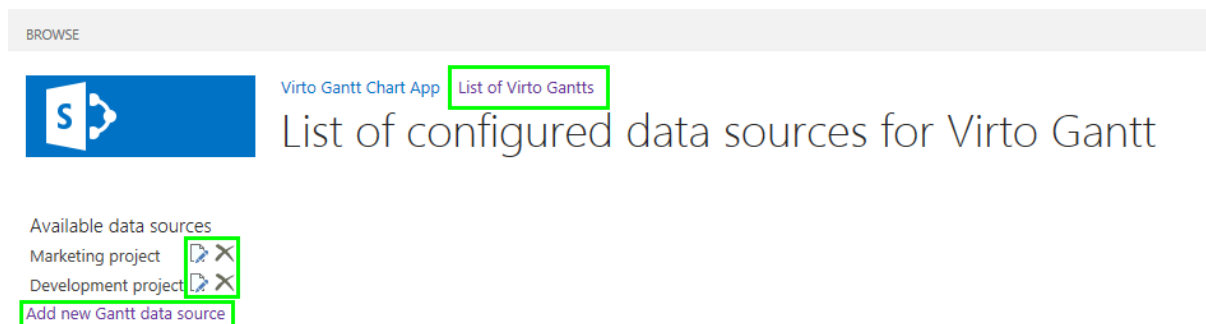 BROWSE
Virto Gantt Chart App List of Virto Gantts
S
List of configured data sources for Virto Gantt
Available data sources
Marketing project
Development project
Add new Gantt data source